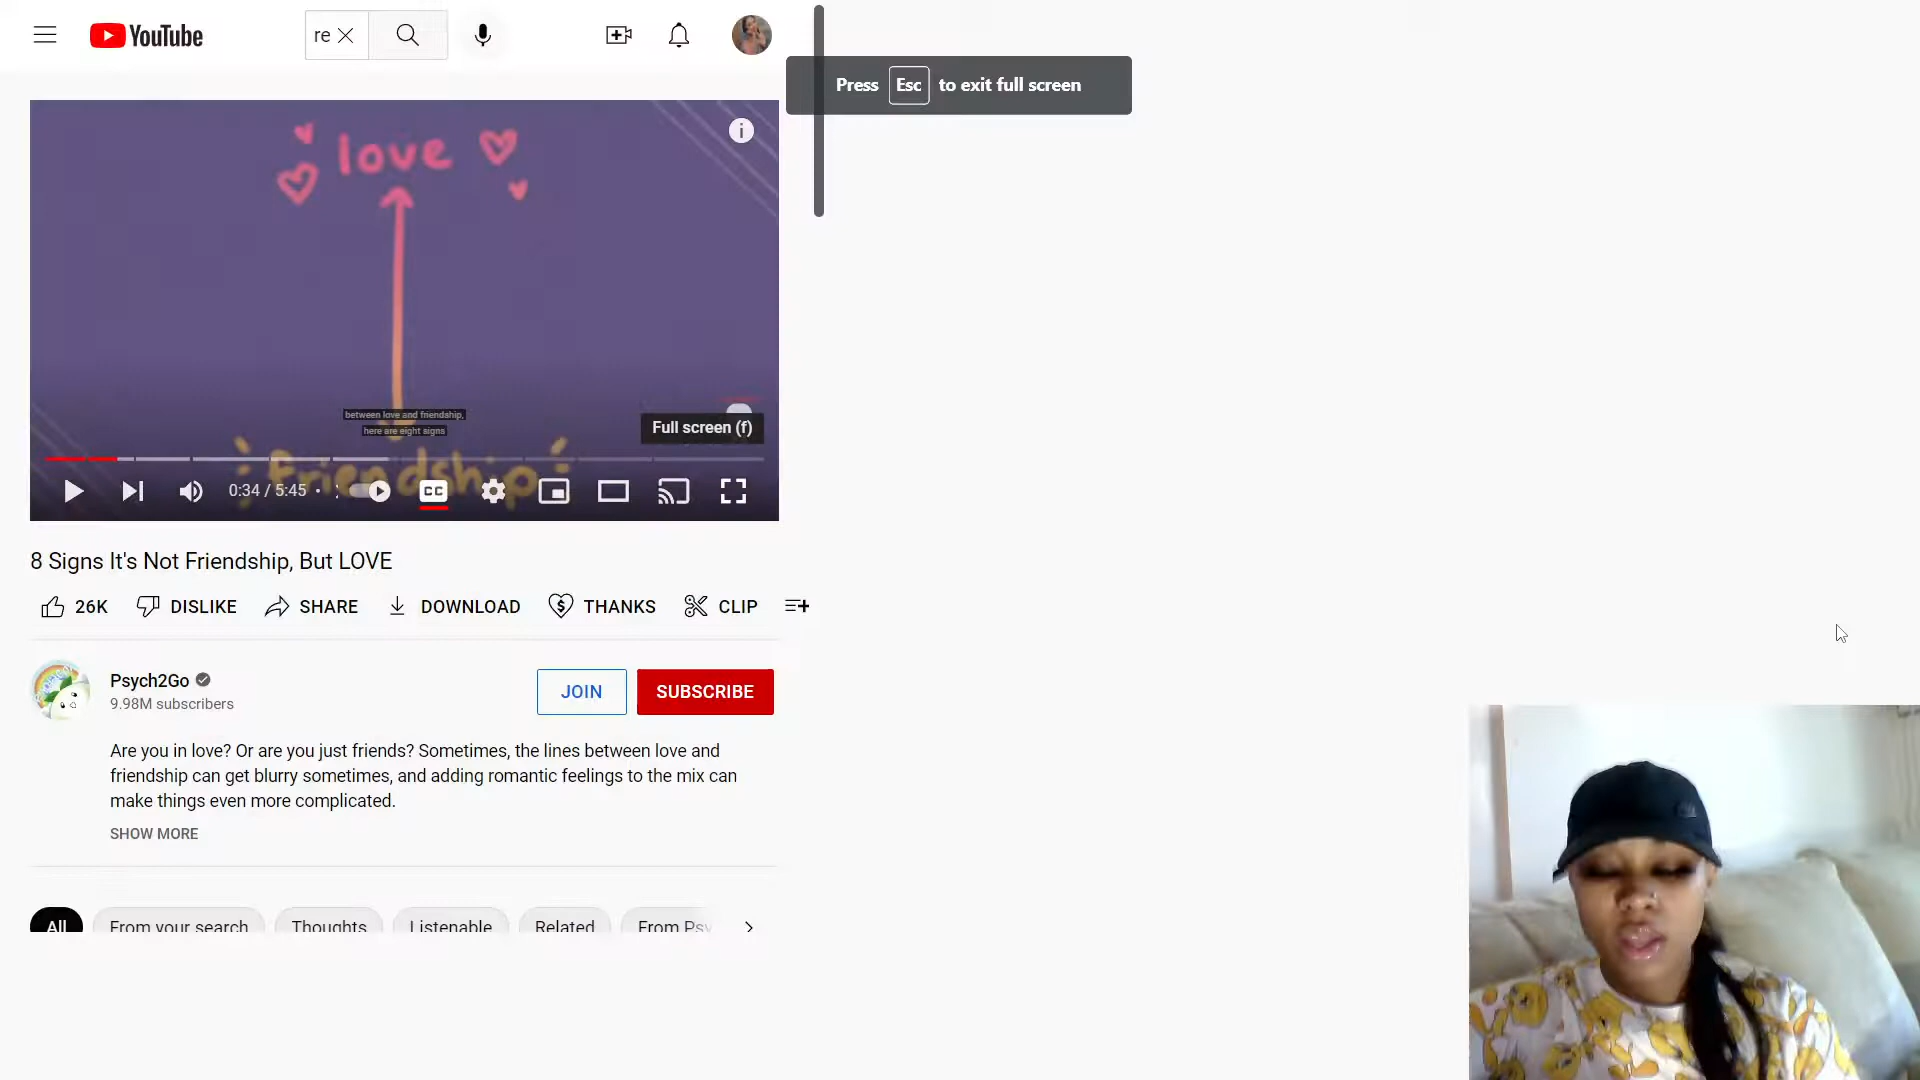 YouTube
re
Press Esc to exit full screen
love
between love and friendship,
here are eight signs
Full screen (f)
Friendship
0:34 / 5:45
CC
8 Signs It's Not Friendship, But LOVE
26K DISLIKE SHARE DOWNLOAD THANKS CLIP
Psych2Go
9.98M subscribers
JOIN SUBSCRIBE
Are you in love? Or are you just friends? Sometimes, the lines between love and
friendship can get blurry sometimes, and adding romantic feelings to the mix can
make things even more complicated.
SHOW MORE
All From your search Thoughts Listenable Related From Psy